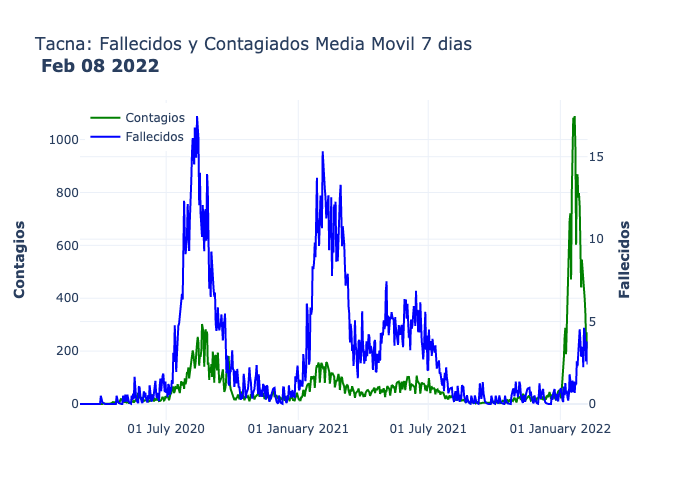 Tacna: Fallecidos y Contagiados Media Movil 7 dias
Feb 08 2022
Contagios
Fallecidos
1000
800
600
400
200
0
15
10
5
0
Contagios
Fallecidos
01 July 2020
01 January 2021
01 July 2021
01 January 2022